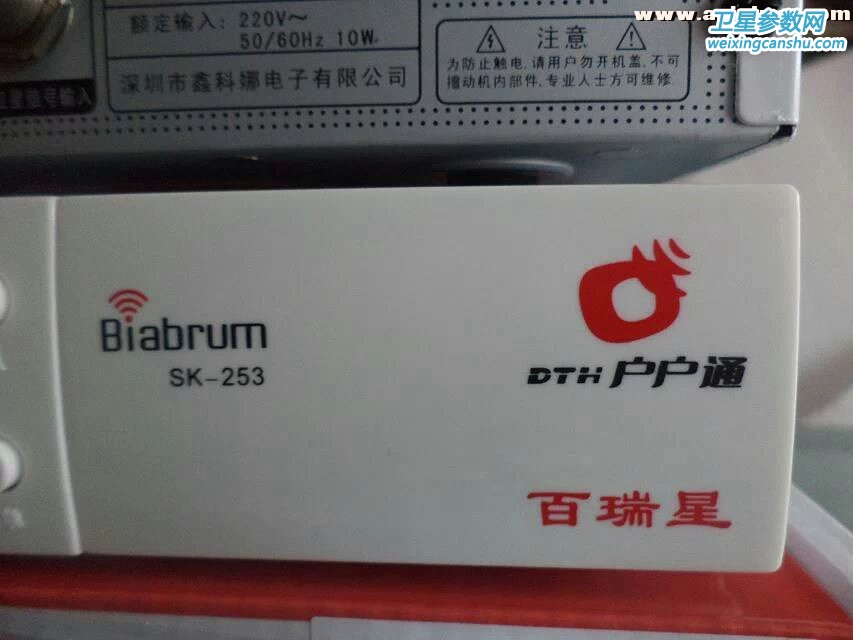 卫星参数网
weixingcanshu.com
额定输入: 220V～
50/60Hz 10W
深圳市鑫科娜电子有限公司
注意
为防止触电,请用户勿开机盖,不可
擅动机内部件,专业人士方可维修.
Biabrum
SK-253
DTH 户户通
百瑞星